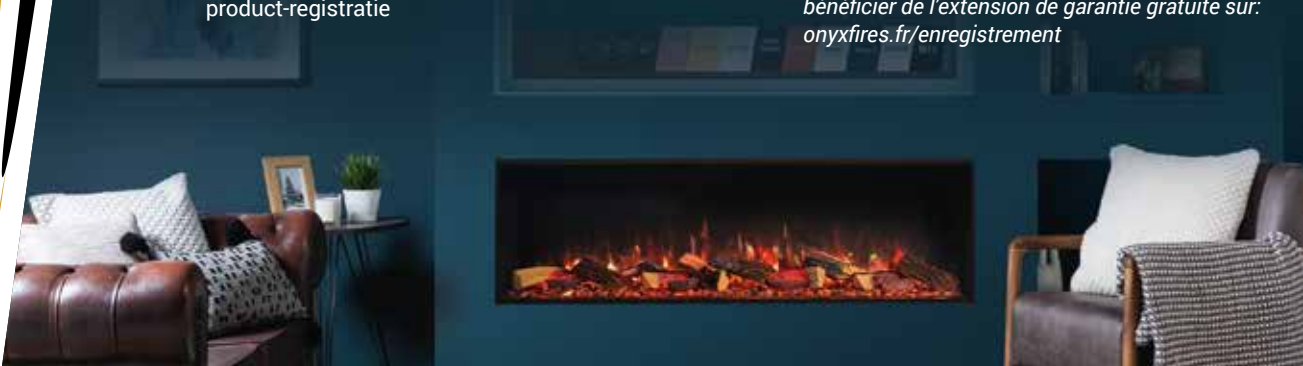 product-registratie
bénéficier de l'extension de garantie gratuite sur:
onyxfires.fr/enregistrement